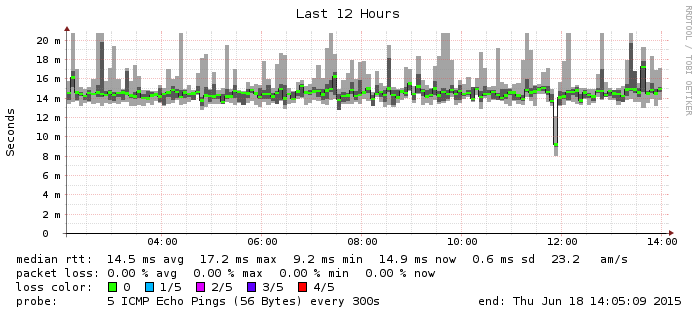 Last 12 Hours
RRDTOOL / TOBI OETIKER
Seconds
20 m
18 m
16 m
14 m
12 m
10 m
8 m
6 m
4 m
2 m
0
04:00 06:00 08:00 10:00 12:00 14:00
median rtt: 14.5 ms avg 17.2 ms max 9.2 ms min 14.9 ms now 0.6 ms sd 23.2 am/s
packet loss: 0.00 % avg 0.00 % max 0.00 % min 0.00 % now
loss color: 0 1/5 2/5 3/5 4/5
probe: 5 ICMP Echo Pings (56 Bytes) every 300s end: Thu Jun 18 14:05:09 2015